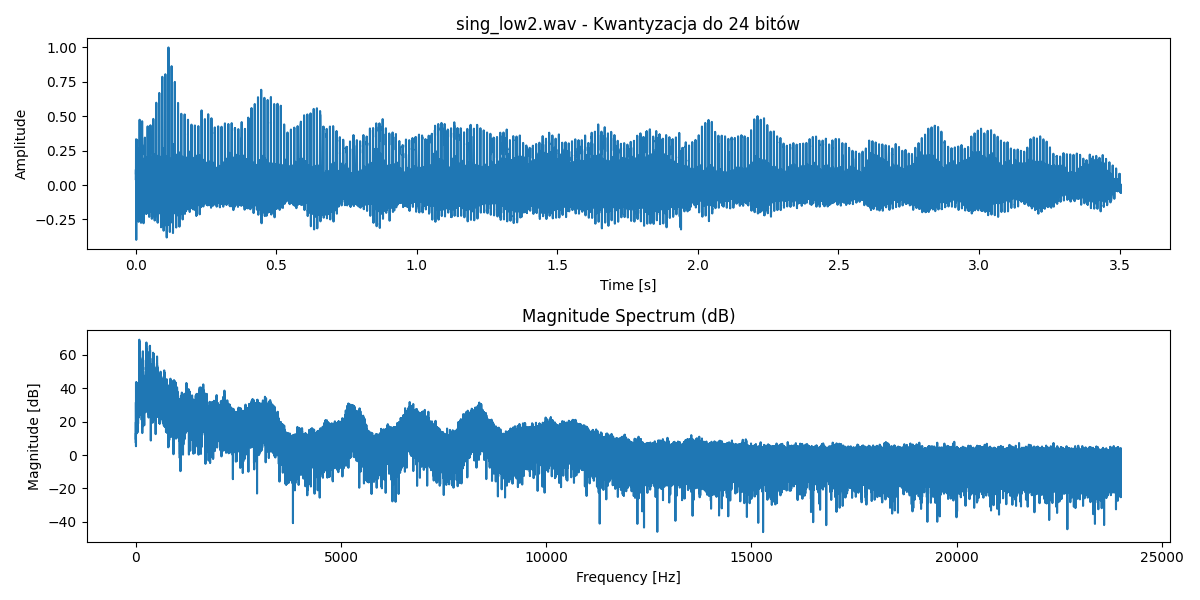 sing_low2.wav - Kwantyzacja do 24 bitów
1.00
0.75
0.50
0.25
0.00
−0.25
Amplitude
0.0 0.5 1.0 1.5 2.0 2.5 3.0 3.5
Time [s]
Magnitude Spectrum (dB)
60
40
20
0
−20
−40
Magnitude [dB]
0 5000 10000 15000 20000 25000
Frequency [Hz]